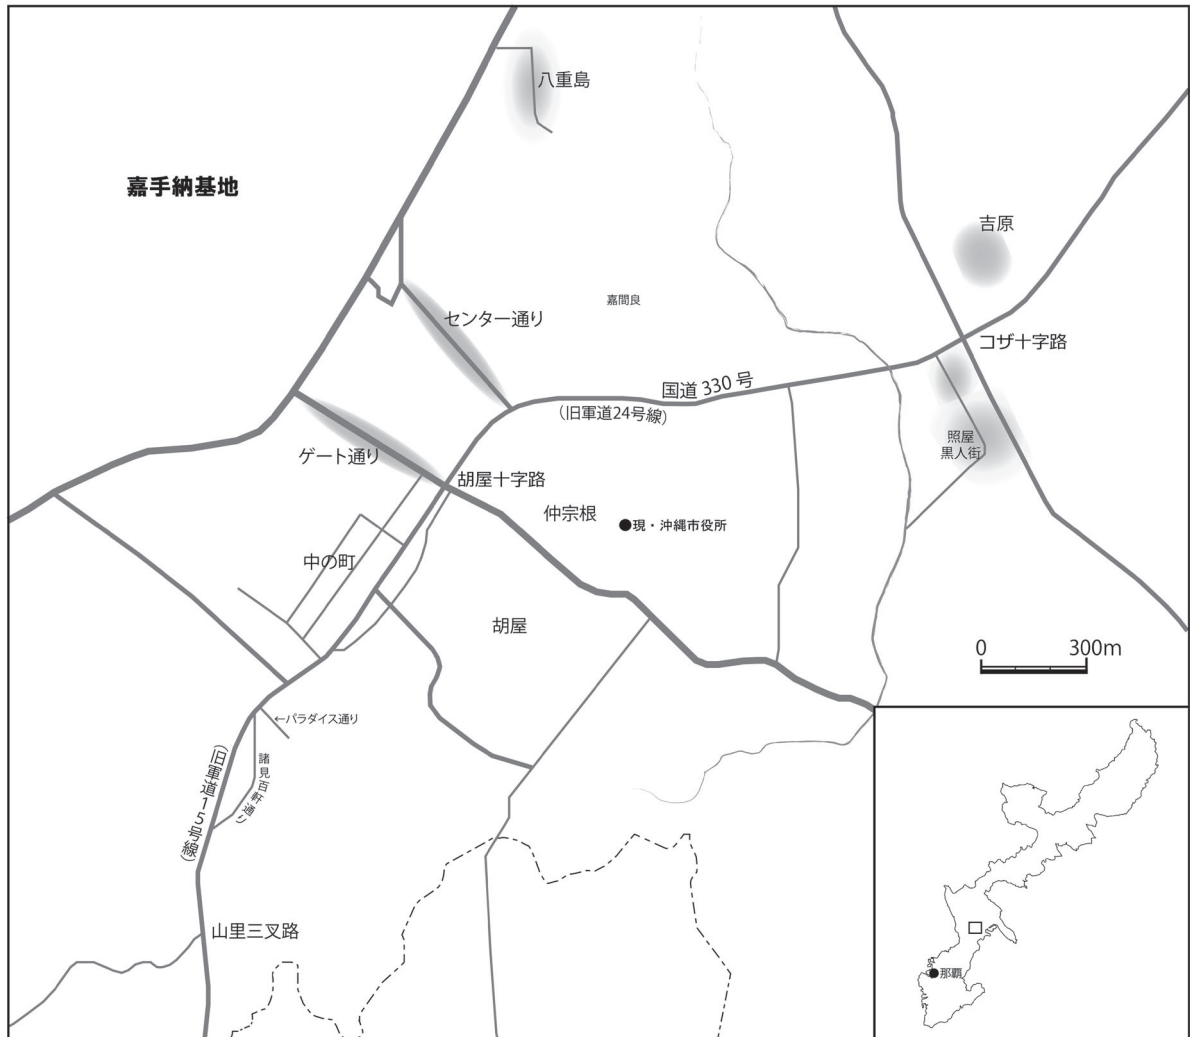 八重島
嘉手納基地
吉原
嘉間良
センター通り
コザ十字路
国道 330 号
（旧軍道24号線）
照屋
黒人街
ゲート通り
胡屋十字路
仲宗根
●現・沖縄市役所
中の町
胡屋
0 300m
←パラダイス通り
諸見百軒通り
（旧軍道15号線）
山里三叉路
●那覇